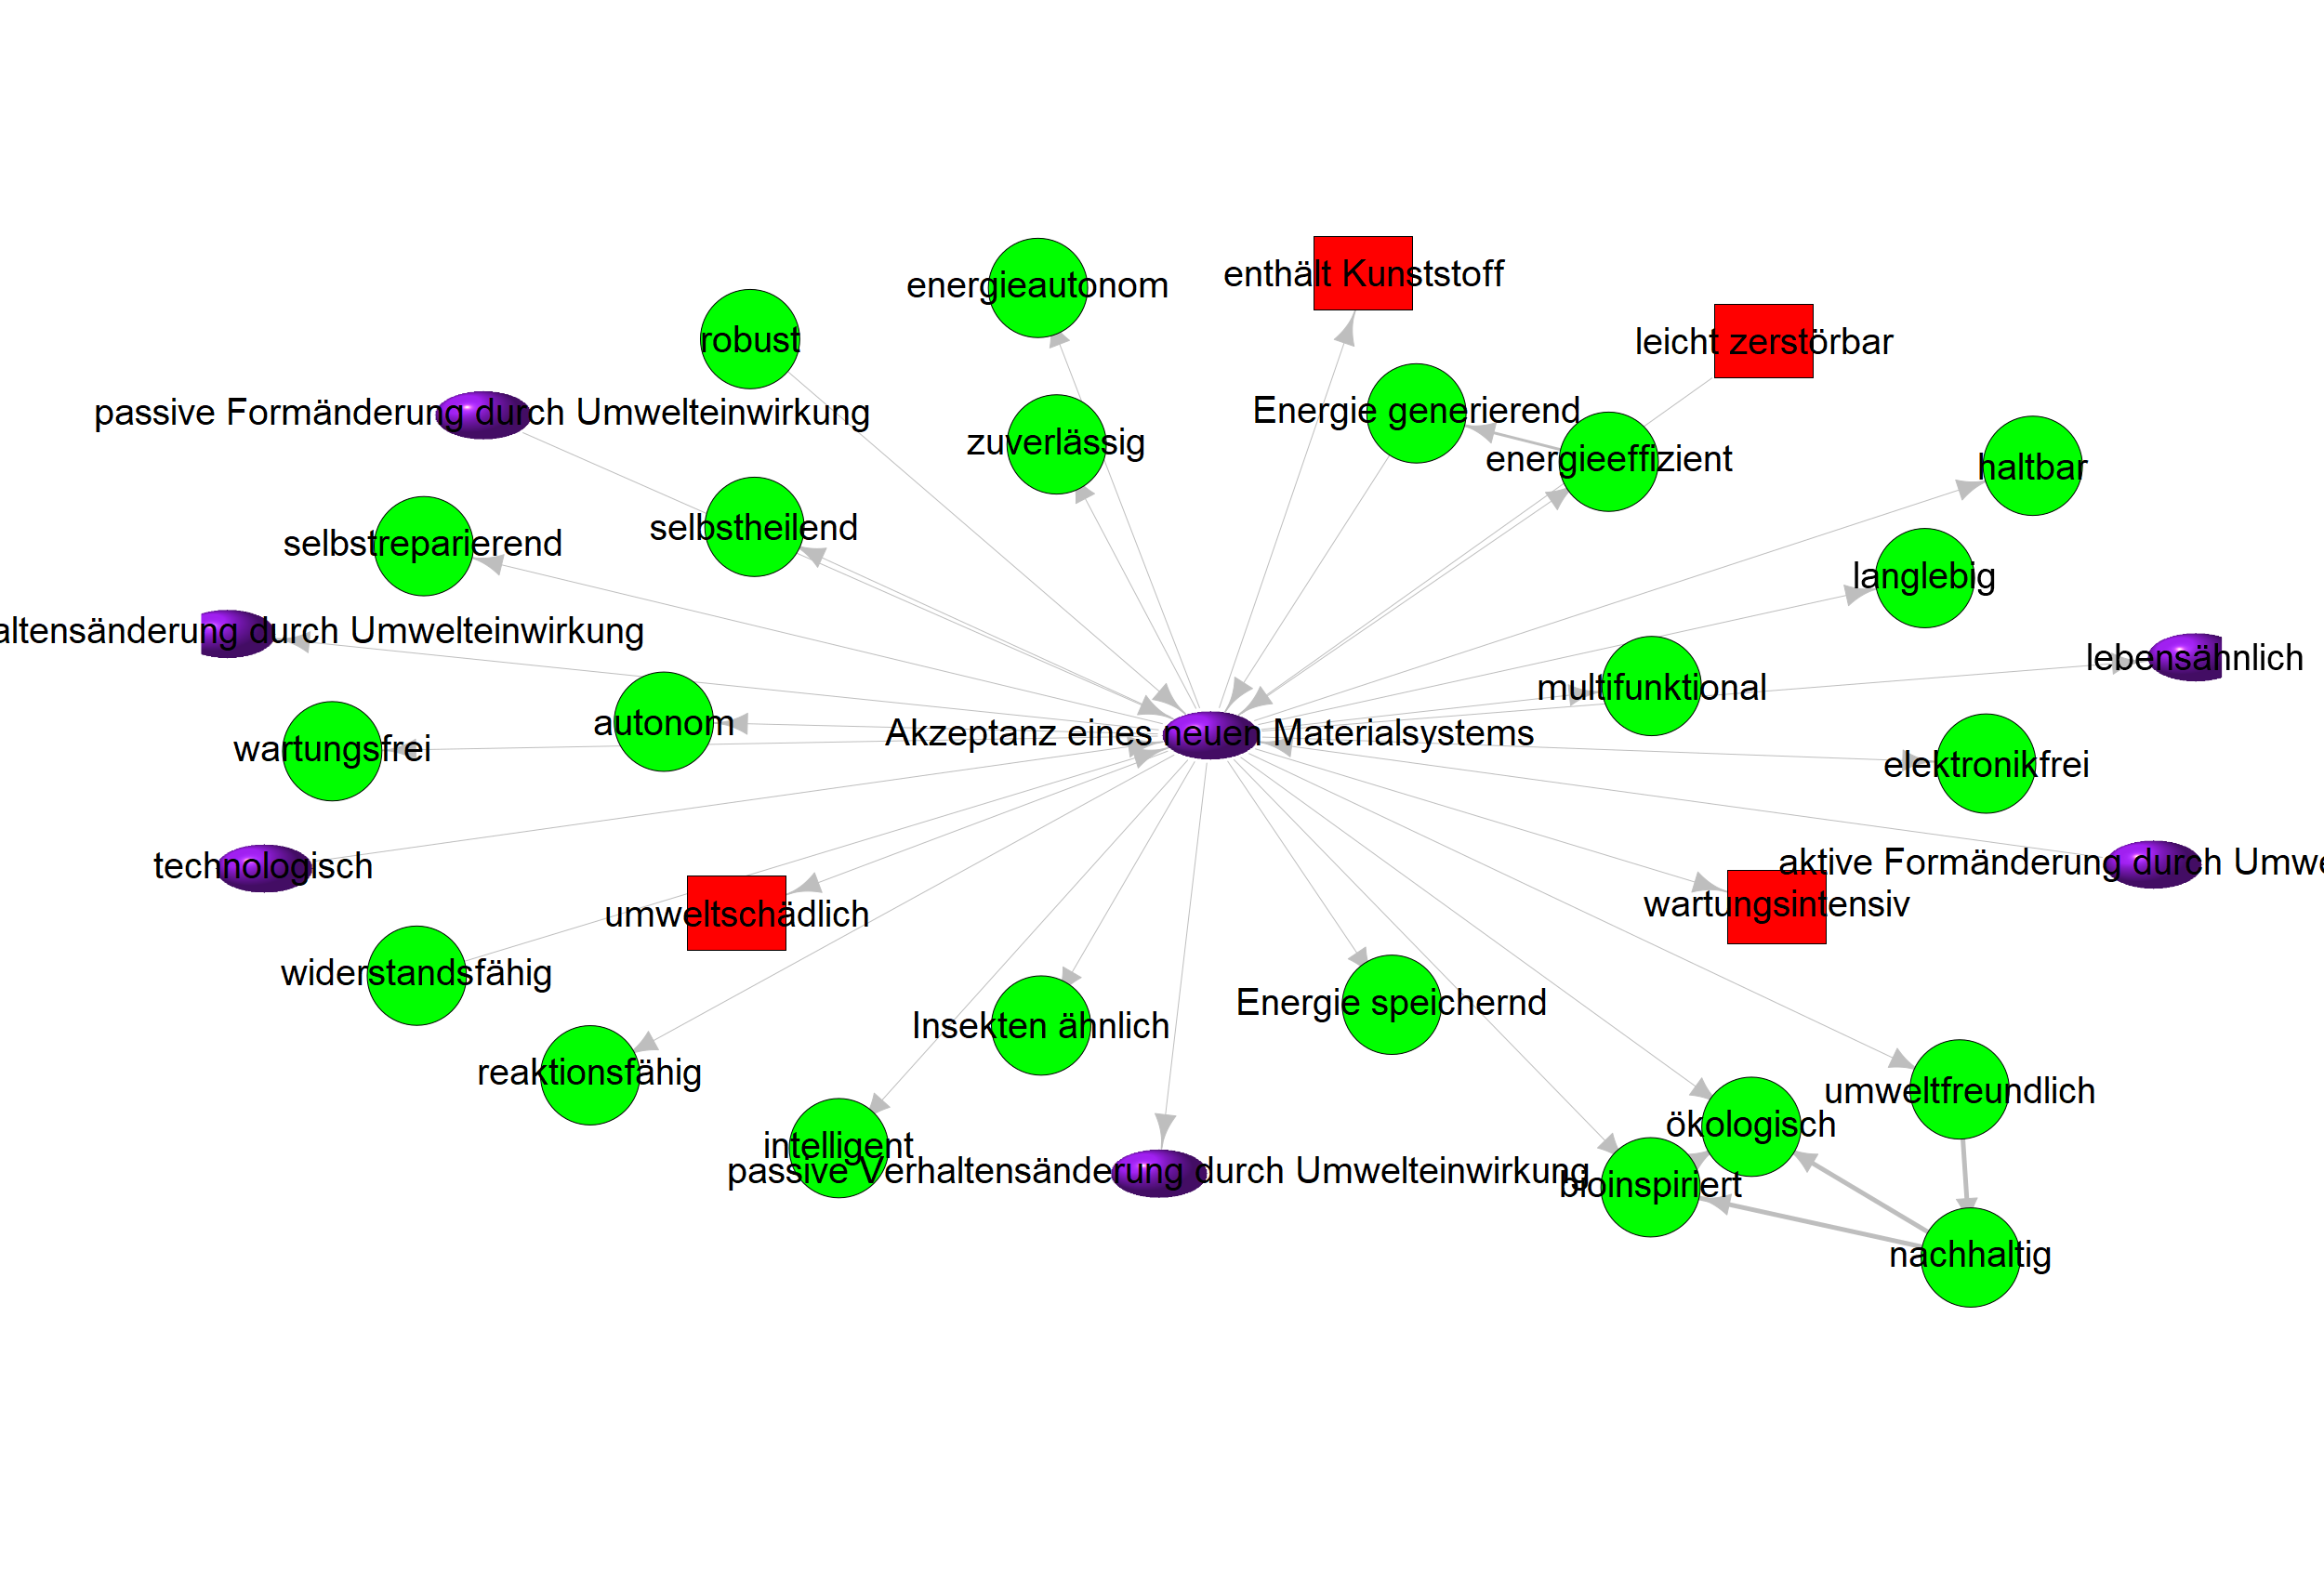 enthält Kunststoff
energieautonom
robust
leicht zerstörbar
passive Formänderung durch Umwelteinwirkung
Energie generierend
zuverlässig
energieeffizient
haltbar
selbstheilend
selbstreparierend
langlebig
altensänderung durch Umwelteinwirkung
lebensähnlich
multifunktional
autonom
Akzeptanz eines neuen Materialsystems
wartungsfrei
elektronikfrei
technologisch
aktive Formänderung durch Umwe
wartungsintensiv
umweltschädlich
widerstandsfähig
Energie speichernd
Insekten ähnlich
reaktionsfähig
umweltfreundlich
ökologisch
intelligent
passive Verhaltensänderung durch Umwelteinwirkung
bioinspiriert
nachhaltig